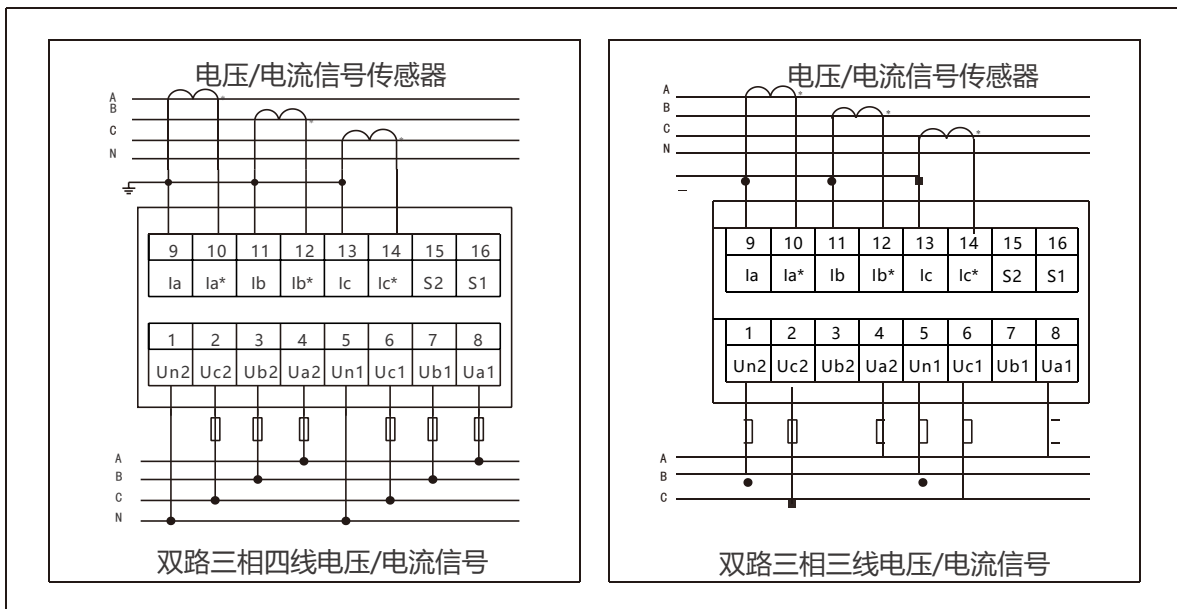 电压/电流信号传感器
A
B
C
N
*
*
*
9 10 11 12 13 14 15 16
Ia Ia* Ib Ib* Ic Ic* S2 S1
1 2 3 4 5 6 7 8
Un2 Uc2 Ub2 Ua2 Un1 Uc1 Ub1 Ua1
A
B
C
N
双路三相四线电压/电流信号
电压/电流信号传感器
A
B
C
N
*
*
*
9 10 11 12 13 14 15 16
Ia Ia* Ib Ib* Ic Ic* S2 S1
1 2 3 4 5 6 7 8
Un2 Uc2 Ub2 Ua2 Un1 Uc1 Ub1 Ua1
A
B
C
双路三相三线电压/电流信号